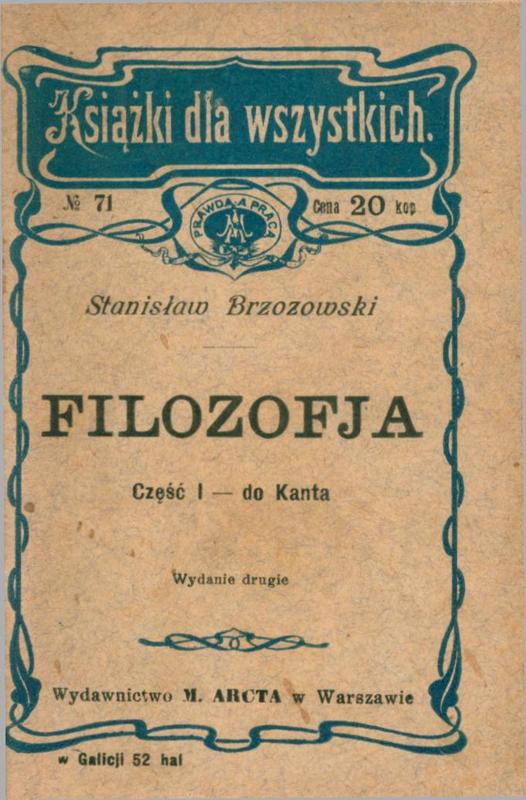 Książki dla wszystkich.
№ 71
PRAWDA A PRACA
Cena 20 kop
Stanisław Brzozowski
FILOZOFJA
Część I — do Kanta
Wydanie drugie
Wydawnictwo M. ARCTA w Warszawie
w Galicji 52 hal